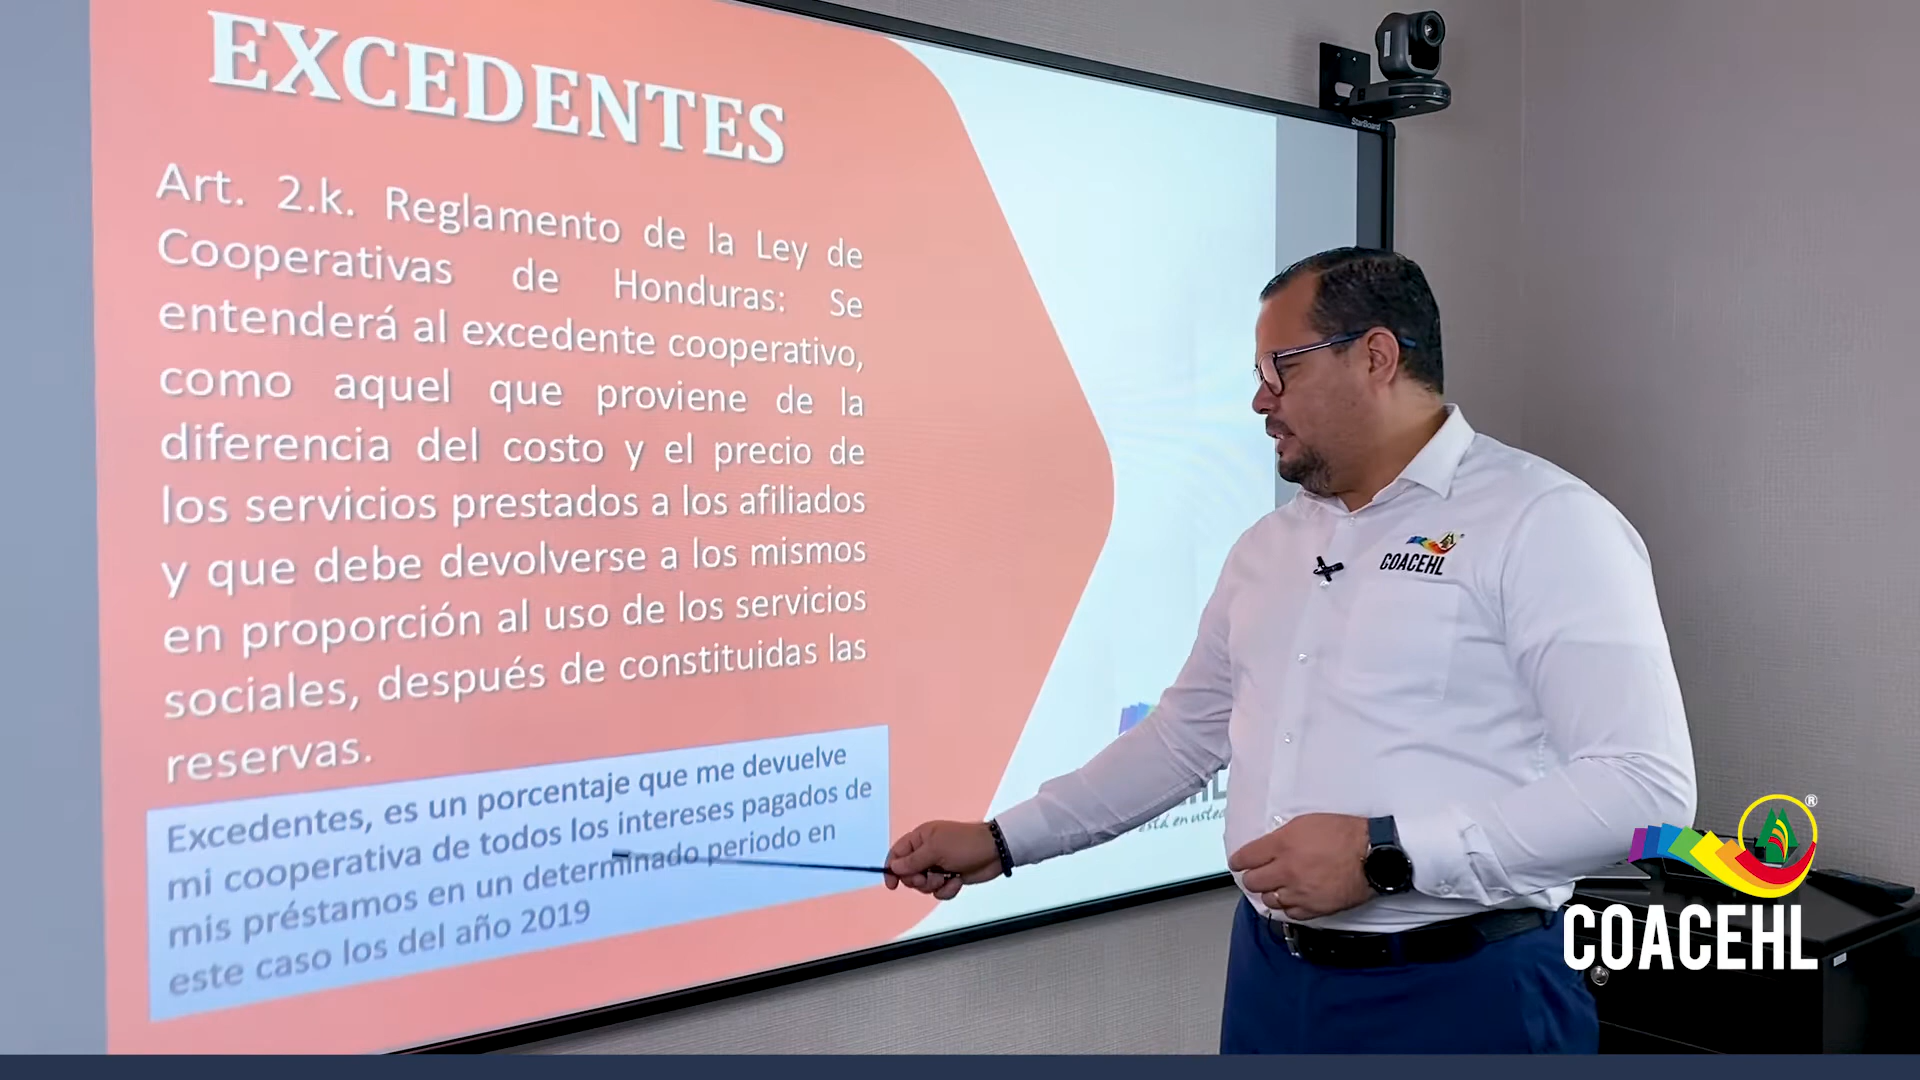 EXCEDENTES
Art. 2.k. Reglamento de la Ley de
Cooperativas de Honduras: Se
entenderá al excedente cooperativo,
como aquel que proviene de la
diferencia del costo y el precio de
los servicios prestados a los afiliados
y que debe devolverse a los mismos
en proporción al uso de los servicios
sociales, después de constituidas las
reservas.
Excedentes, es un porcentaje que me devuelve
mi cooperativa de todos los intereses pagados de
mis préstamos en un determinado periodo en
este caso los del año 2019
StarBoard
COACEHL
está en usted
®
COACEHL